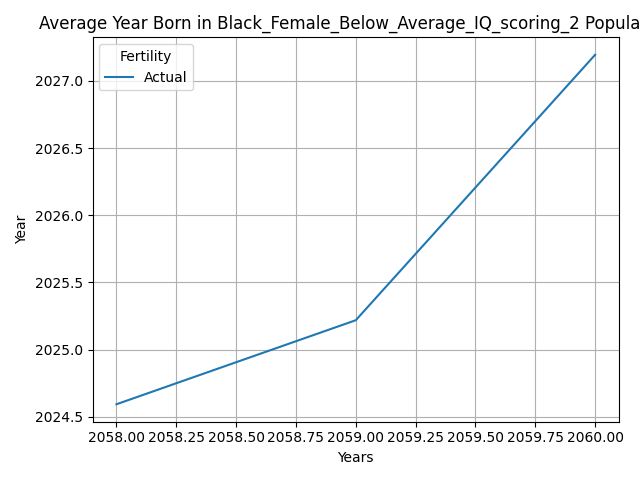 Average Year Born in Black_Female_Below_Average_IQ_scoring_2 Popula
Fertility
Actual
2027.0
2026.5
2026.0
2025.5
2025.0
2024.5
Year
2058.00 2058.25 2058.50 2058.75 2059.00 2059.25 2059.50 2059.75 2060.00
Years